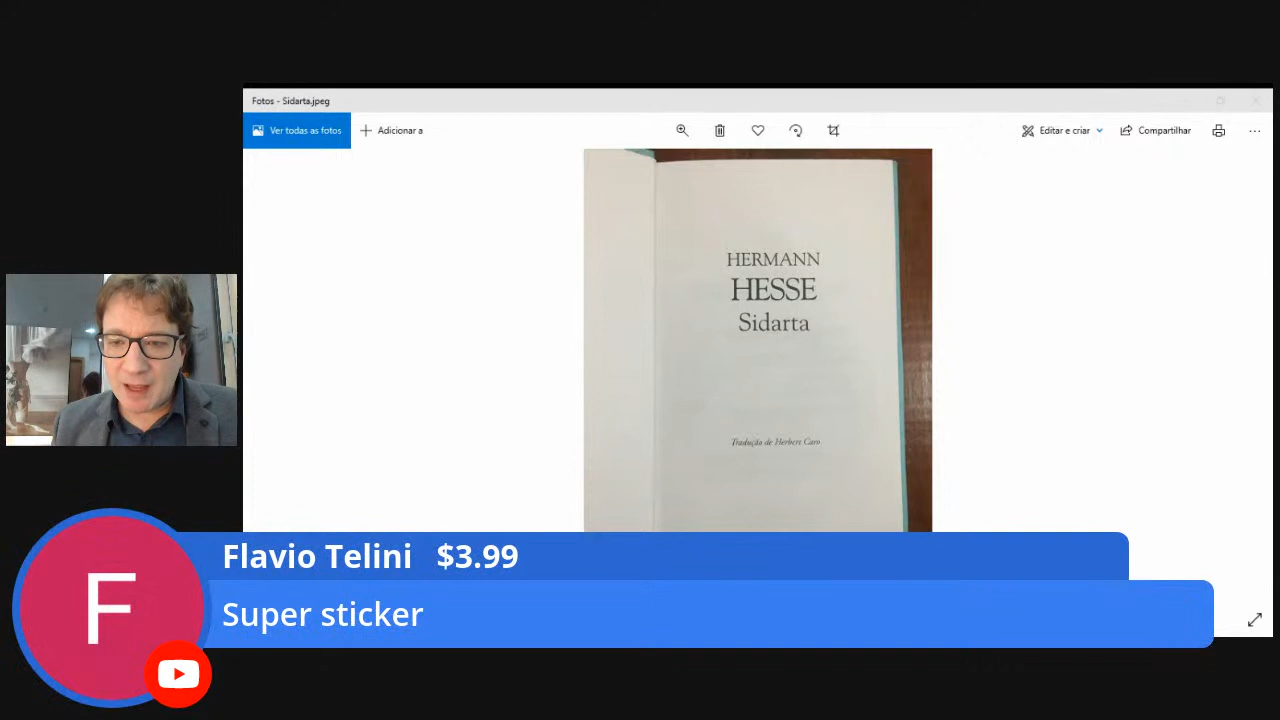 Fotos - Sidarta.jpeg
Ver todas as fotos
Adicionar a
Editar e criar
Compartilhar
HERMANN
HESSE
Sidarta
Tradução de Herbert Caro
F
Flavio Telini $3.99
Super sticker